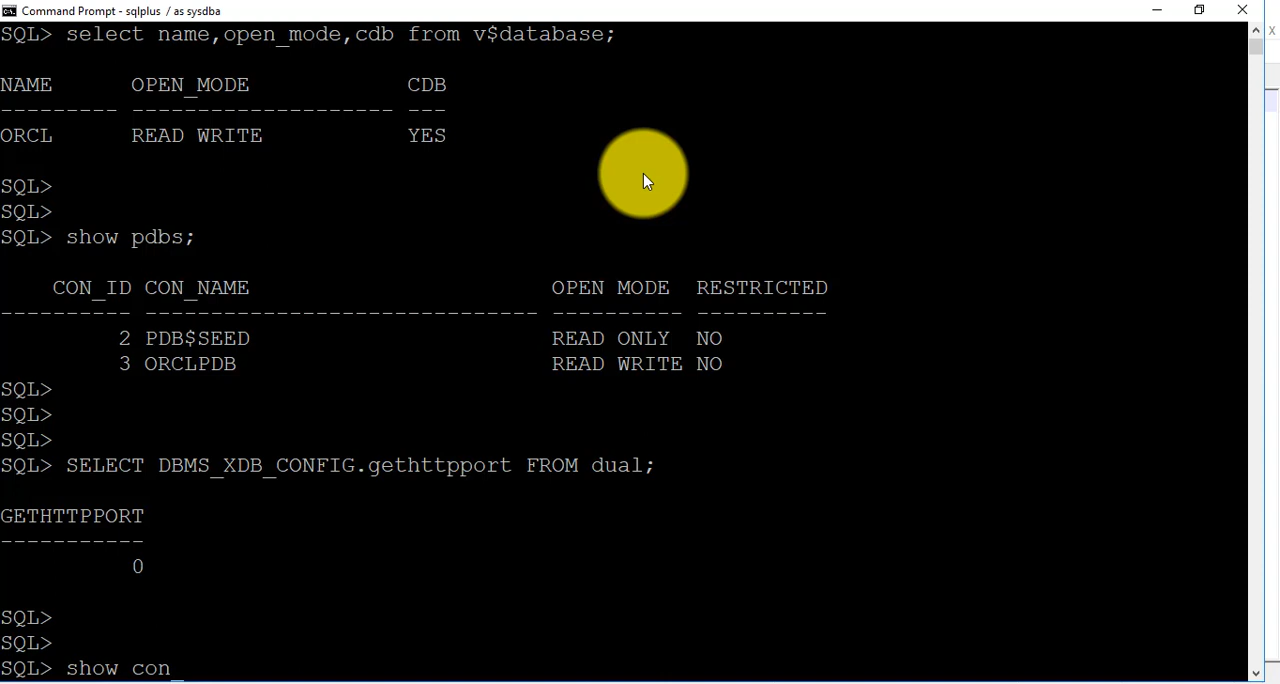 Command Prompt - sqlplus / as sysdba
SQL> select name,open_mode,cdb from v$database;
NAME      OPEN_MODE            CDB
--------- -------------------- ---
ORCL      READ WRITE           YES
SQL>
SQL>
SQL> show pdbs;
    CON_ID CON_NAME                       OPEN MODE  RESTRICTED
---------- ------------------------------ ---------- ----------
         2 PDB$SEED                       READ ONLY  NO
         3 ORCLPDB                        READ WRITE NO
SQL>
SQL>
SQL>
SQL> SELECT DBMS_XDB_CONFIG.gethttpport FROM dual;
GETHTTPPORT
-----------
          0
SQL>
SQL>
SQL> show con_